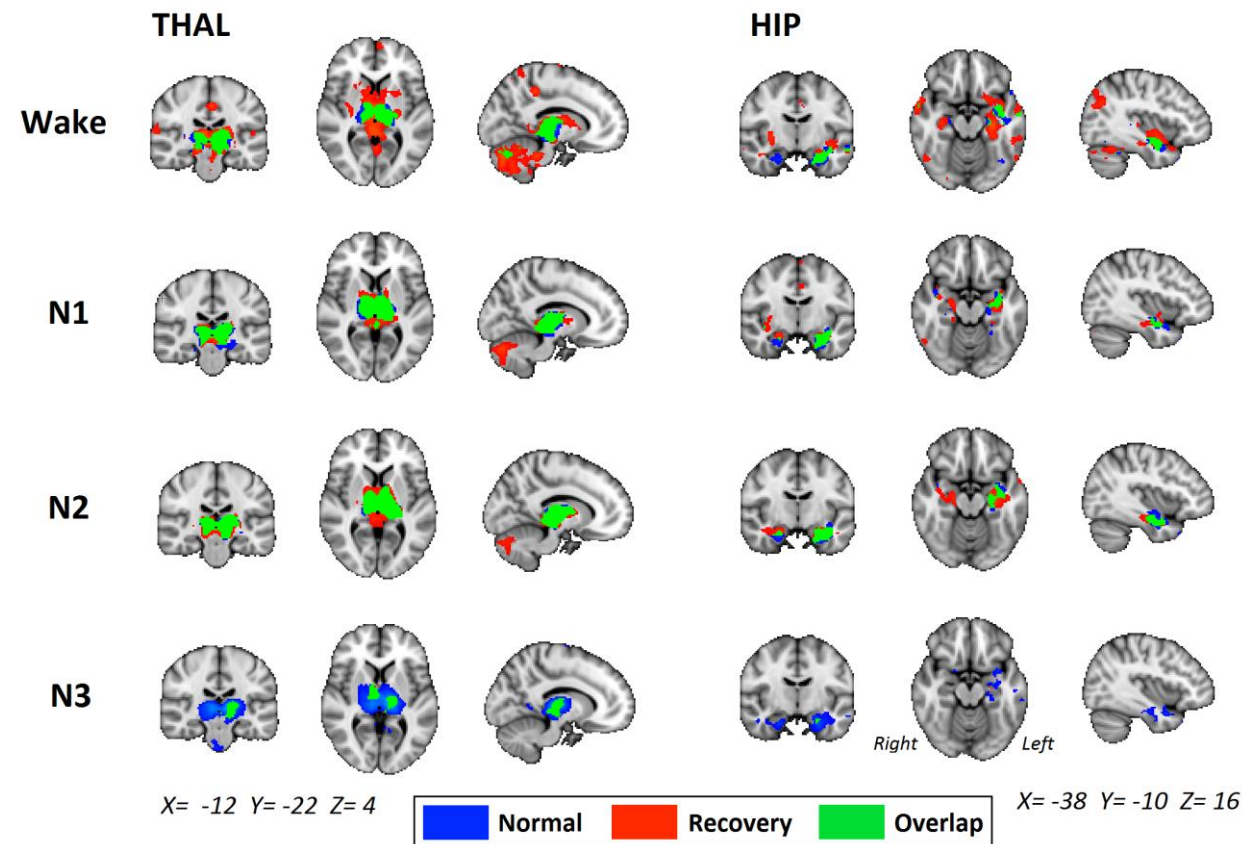 THAL HIP
Wake
N1
N2
N3
Right Left
X= -12 Y= -22 Z= 4
X= -38 Y= -10 Z= 16
Normal Recovery Overlap